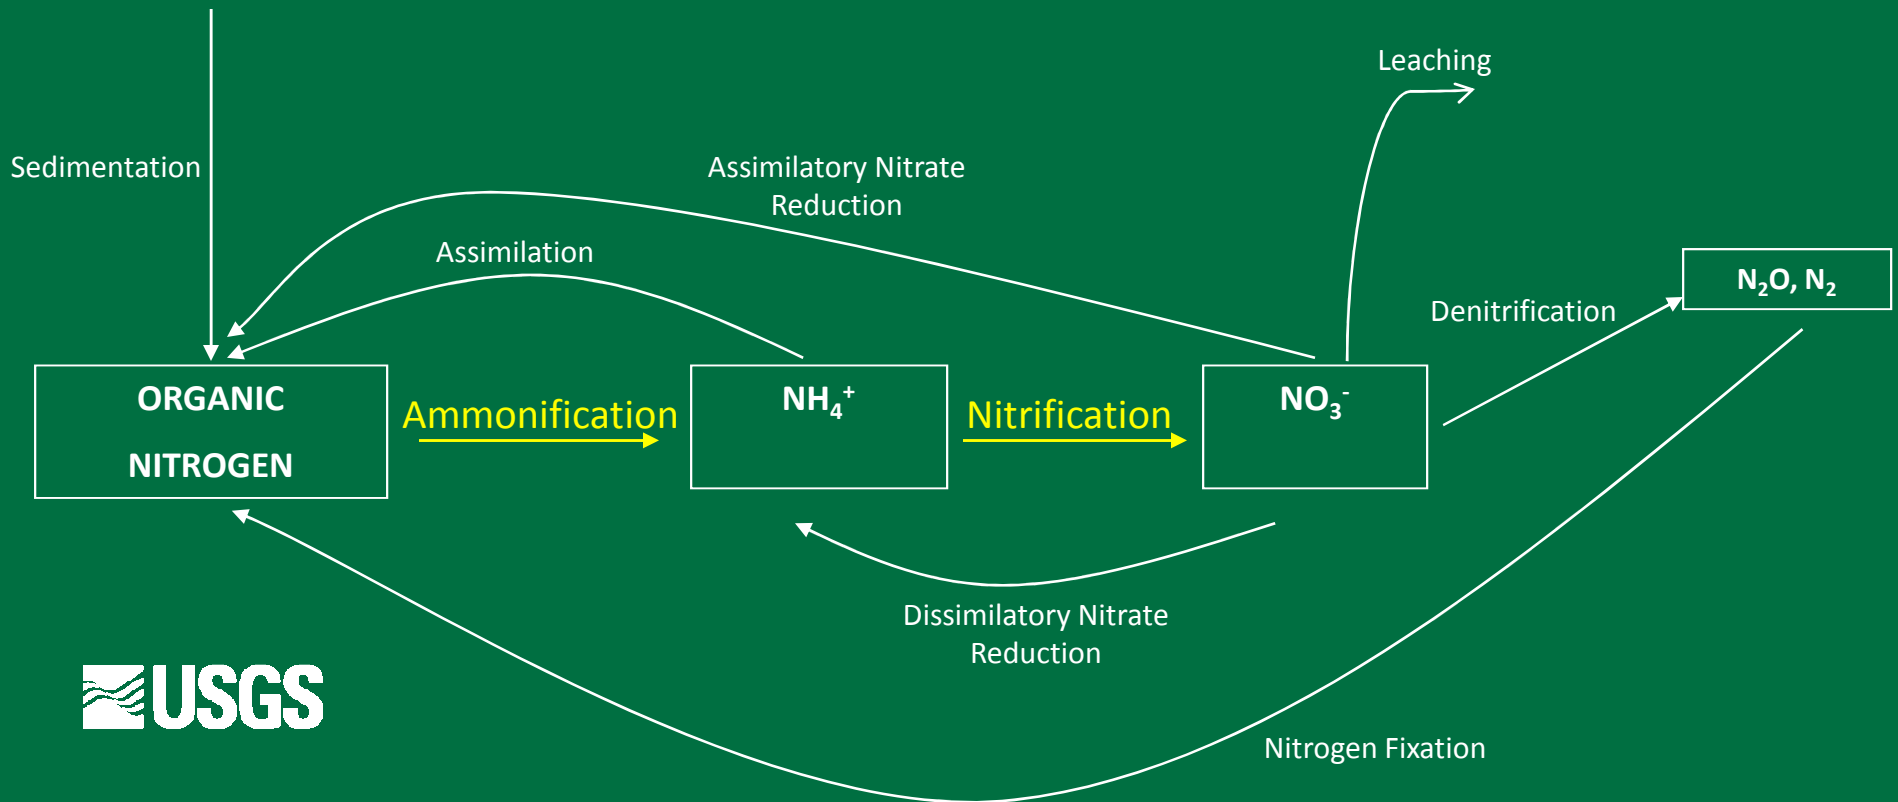 Leaching
Sedimentation
Assimilatory Nitrate
Reduction
Assimilation
N₂O, N₂
Denitrification
ORGANIC
NITROGEN
Ammonification
NH₄⁺
Nitrification
NO₃⁻
Dissimilatory Nitrate
Reduction
USGS
Nitrogen Fixation